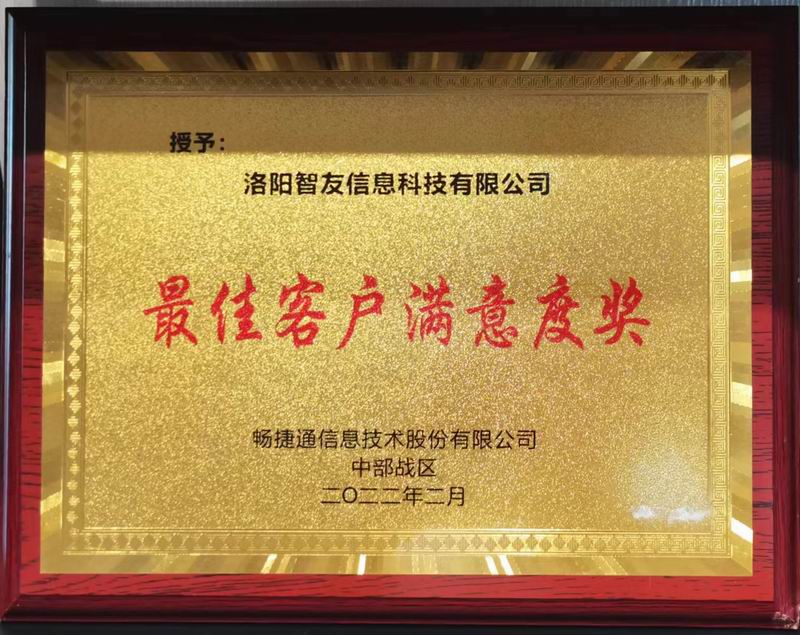 授予：
洛阳智友信息科技有限公司
最佳客户满意度奖
畅捷通信息技术股份有限公司
中部战区
二〇二二年二月